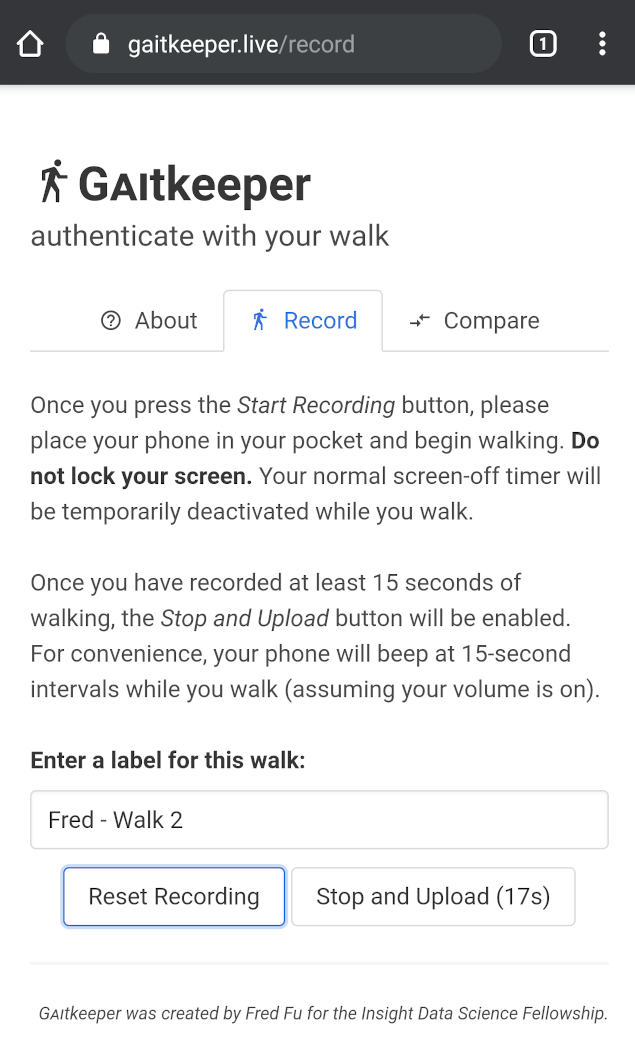 gaitkeeper.live/record
1
GAItkeeper
authenticate with your walk
About
Record
Compare
Once you press the Start Recording button, please
place your phone in your pocket and begin walking. Do
not lock your screen. Your normal screen-off timer will
be temporarily deactivated while you walk.
Once you have recorded at least 15 seconds of
walking, the Stop and Upload button will be enabled.
For convenience, your phone will beep at 15-second
intervals while you walk (assuming your volume is on).
Enter a label for this walk:
Fred - Walk 2
Reset Recording
Stop and Upload (17s)
GAItkeeper was created by Fred Fu for the Insight Data Science Fellowship.